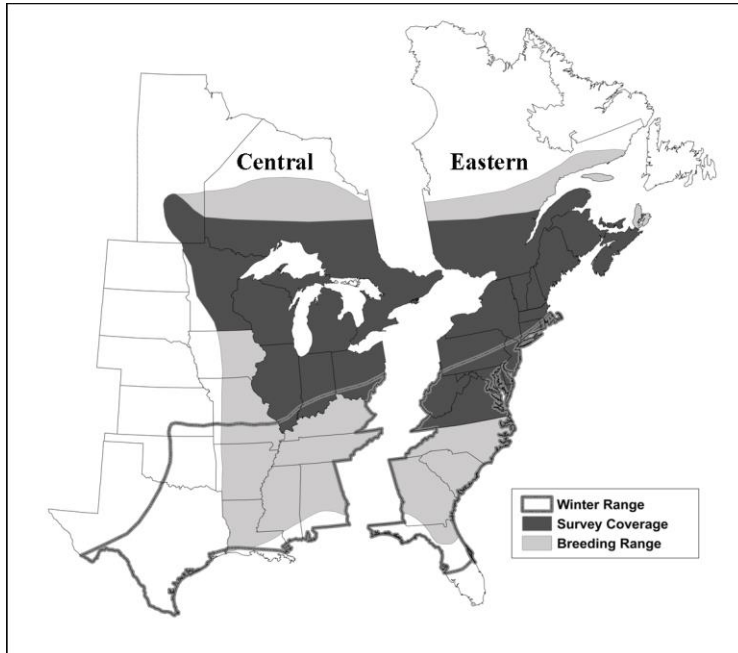 Central
Eastern
Winter Range
Survey Coverage
Breeding Range